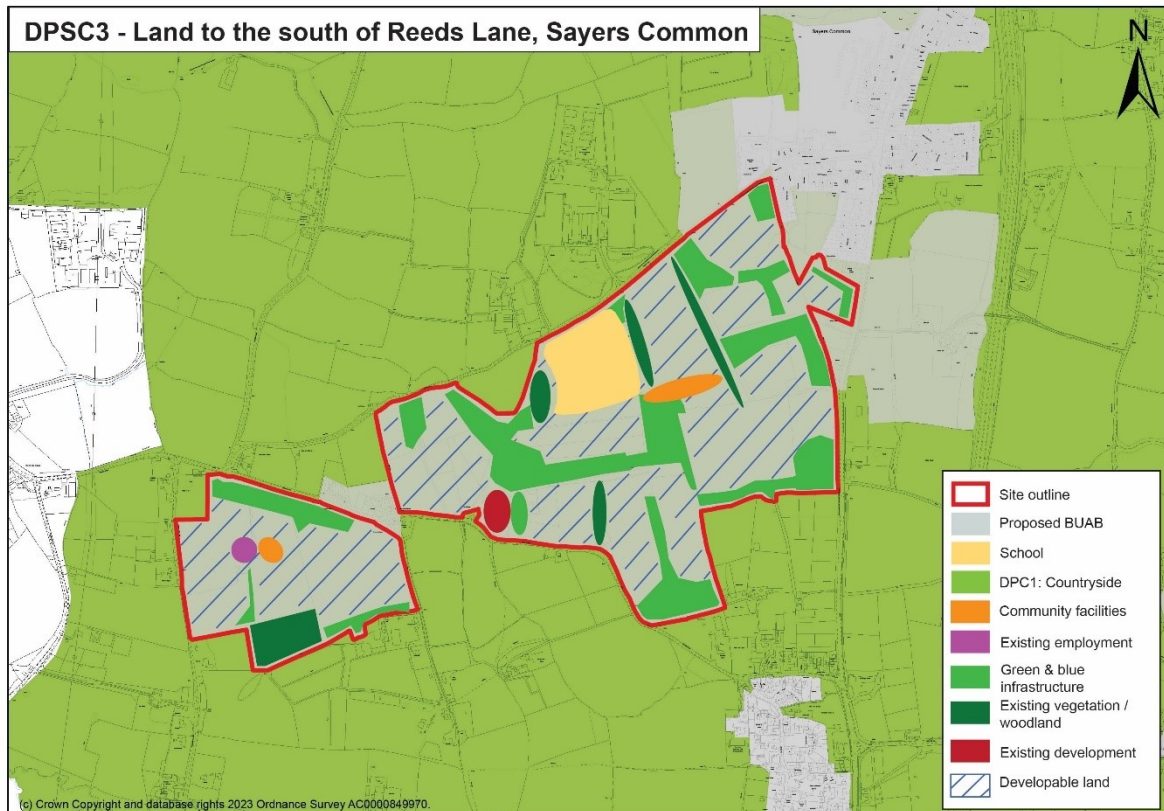 DPSC3 - Land to the south of Reeds Lane, Sayers Common
N
Sayers Common
Site outline
Proposed BUAB
School
DPC1: Countryside
Community facilities
Existing employment
Green & blue
infrastructure
Existing vegetation /
woodland
Existing development
Developable land
(c) Crown Copyright and database rights 2023 Ordnance Survey AC0000849970.